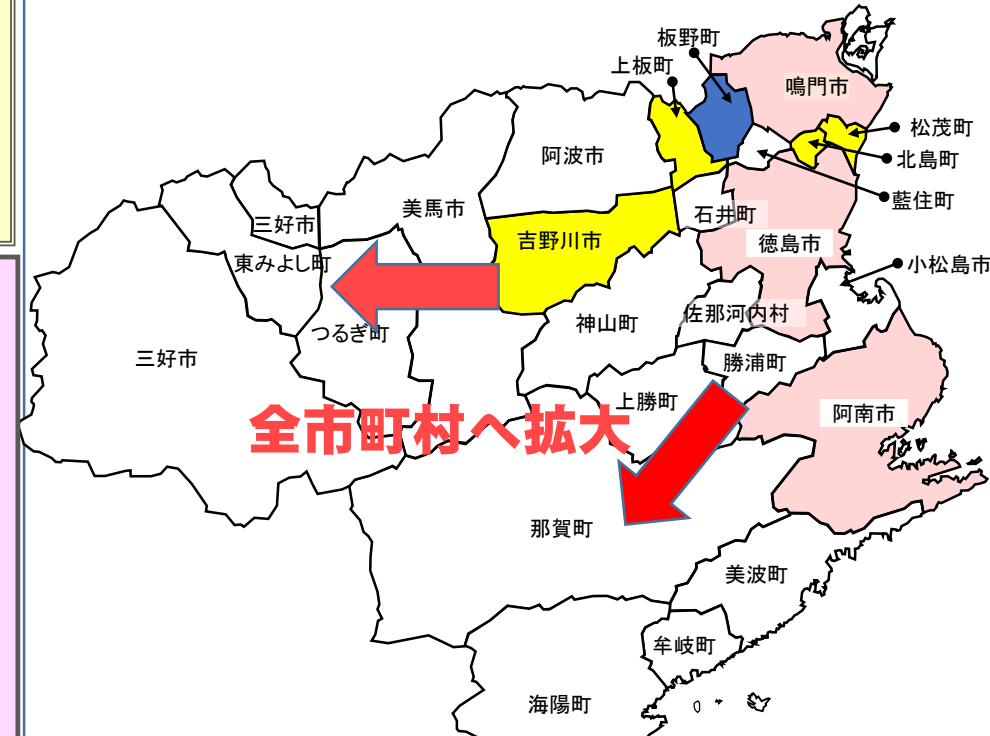 板野町
上板町
鳴門市
松茂町
阿波市
北島町
藍住町
美馬市
石井町
三好市
吉野川市
徳島市
東みよし町
小松島市
佐那河内村
神山町
つるぎ町
三好市
勝浦町
上勝町
阿南市
全市町村へ拡大
那賀町
美波町
牟岐町
海陽町